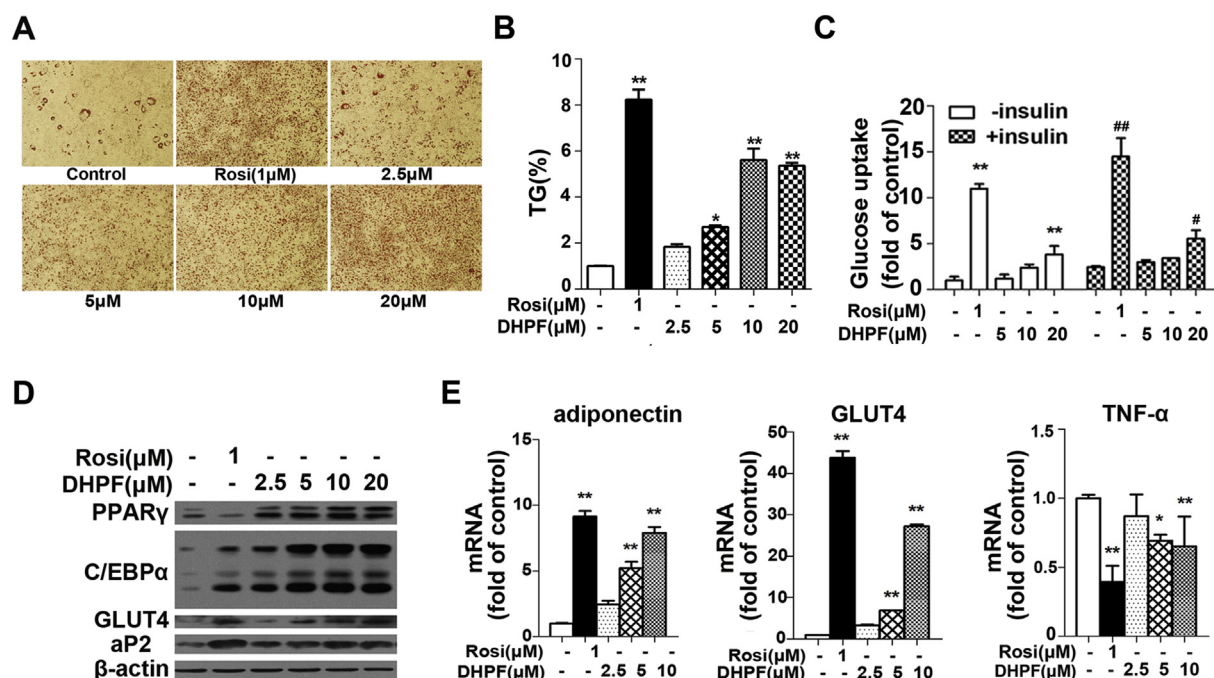 A
Control
Rosi(1μM)
2.5μM
5μM
10μM
20μM
B
TG(%)
10
8
6
4
2
0
**
*
**
**
Rosi(μM) - 1 - - - -
DHPF(μM) - - 2.5 5 10 20
C
Glucose uptake
(fold of control)
20
15
10
5
0
-insulin
+insulin
**
**
##
#
Rosi(μM) - 1 - - - - 1 - - -
DHPF(μM) - - 5 10 20 - - 5 10 20
D
Rosi(μM) - 1 - - - -
DHPF(μM) - - 2.5 5 10 20
PPARγ
C/EBPα
GLUT4
aP2
β-actin
E
adiponectin
mRNA
(fold of control)
15
10
5
0
**
**
**
Rosi(μM) - 1 - - -
DHPF(μM) - - 2.5 5 10
GLUT4
mRNA
(fold of control)
50
40
30
20
10
0
**
**
**
Rosi(μM) - 1 - - -
DHPF(μM) - - 2.5 5 10
TNF-α
mRNA
(fold of control)
1.5
1.0
0.5
0
**
*
**
Rosi(μM) - 1 - - -
DHPF(μM) - - 2.5 5 10